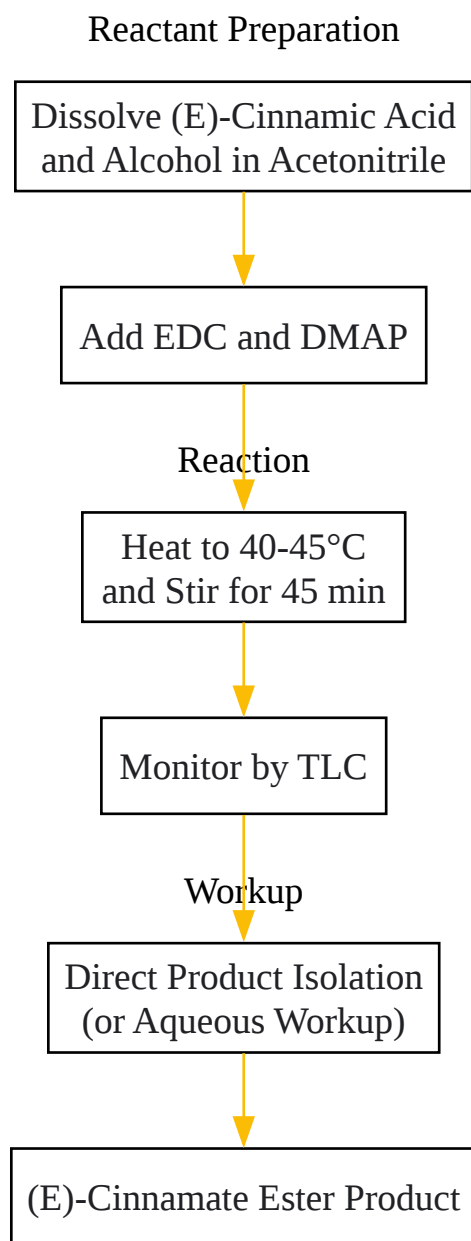 Reactant Preparation
Dissolve (E)-Cinnamic Acid
and Alcohol in Acetonitrile
Add EDC and DMAP
Reaction
Heat to 40-45°C
and Stir for 45 min
Monitor by TLC
Workup
Direct Product Isolation
(or Aqueous Workup)
(E)-Cinnamate Ester Product